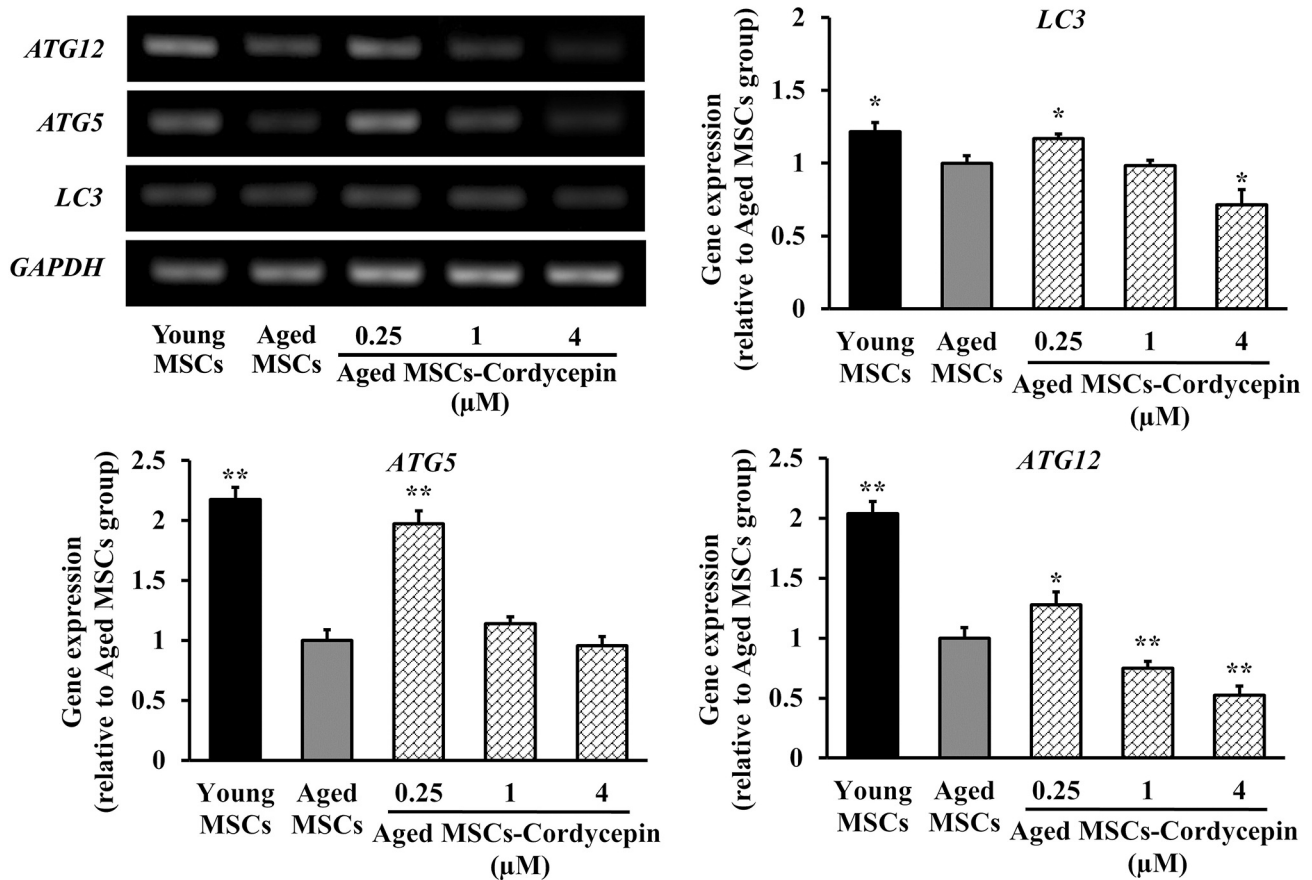 ATG12
ATG5
LC3
GAPDH
Young MSCs
Aged MSCs
0.25 1 4
Aged MSCs-Cordycepin
(µM)
LC3
Gene expression
(relative to Aged MSCs group)
2
1.5
1
0.5
0
*
*
*
Young MSCs
Aged MSCs
0.25 1 4
Aged MSCs-Cordycepin
(µM)
ATG5
Gene expression
(relative to Aged MSCs group)
2.5
2
1.5
1
0.5
0
**
**
Young MSCs
Aged MSCs
0.25 1 4
Aged MSCs-Cordycepin
(µM)
ATG12
Gene expression
(relative to Aged MSCs group)
2.5
2
1.5
1
0.5
0
**
*
**
**
Young MSCs
Aged MSCs
0.25 1 4
Aged MSCs-Cordycepin
(µM)